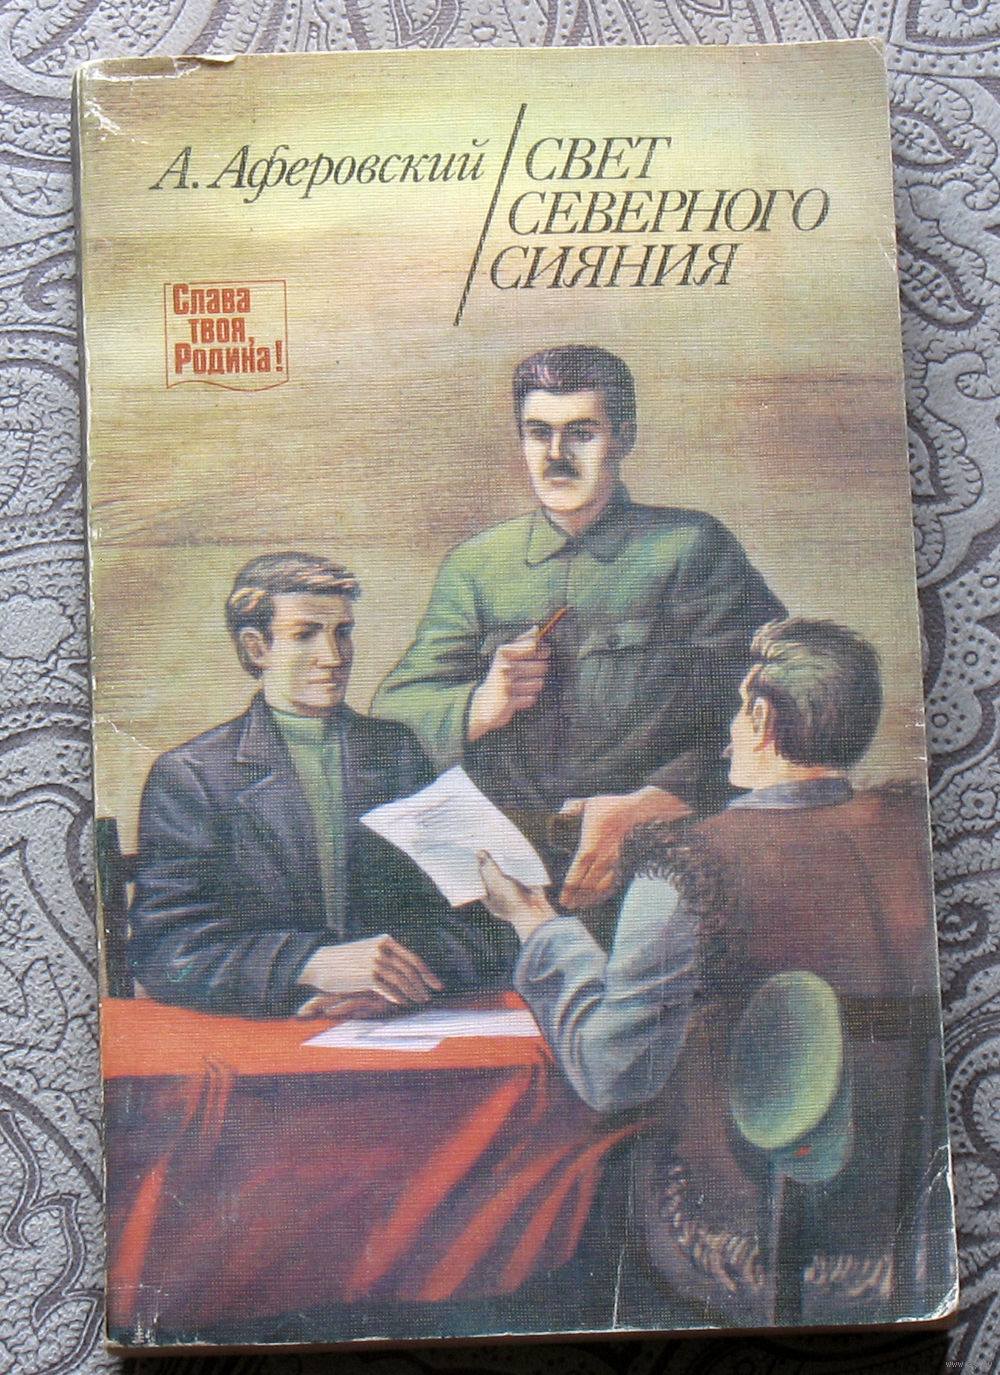 А. Аферовский
СВЕТ
СЕВЕРНОГО
СИЯНИЯ
Слава
твоя,
Родина!